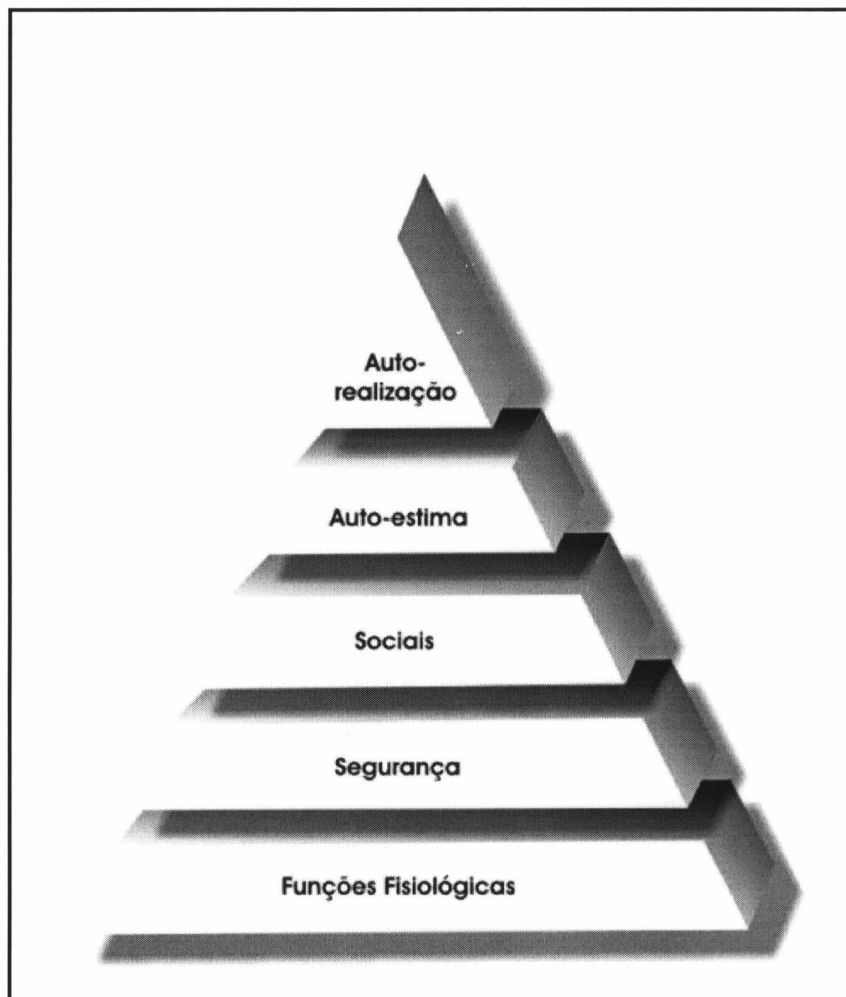 Auto-
realização
Auto-estima
Sociais
Segurança
Funções Fisiológicas